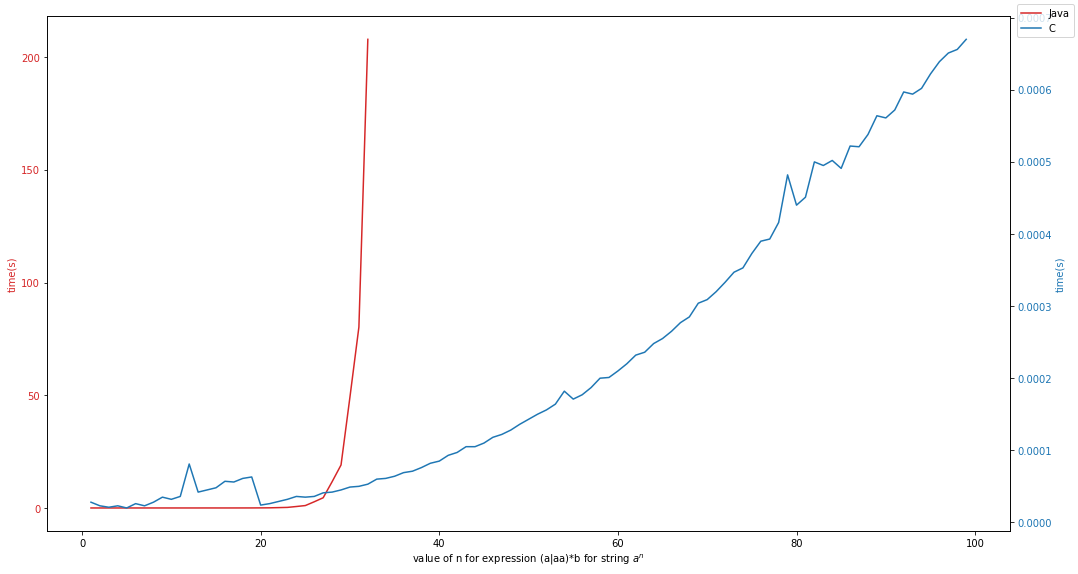 Java
C
200
150
100
50
0
time(s)
0.0006
0.0005
0.0004
0.0003
0.0002
0.0001
0.0000
time(s)
0 20 40 60 80 100
value of n for expression (a|aa)*b for string aⁿ